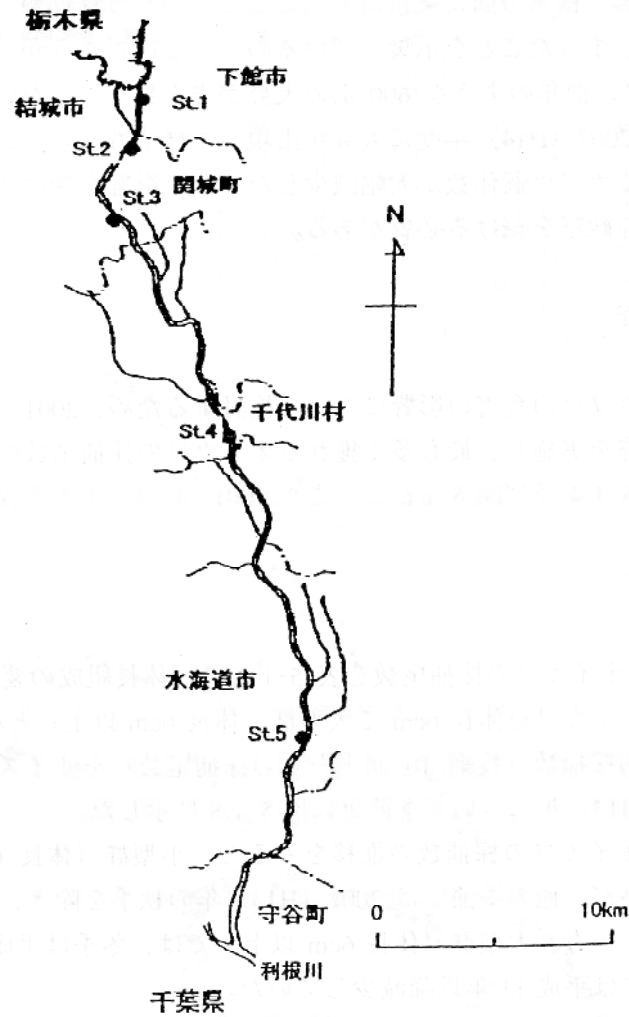 栃木県
下館市
結城市
St.1
St.2
関城町
St.3
N
千代川村
St.4
水海道市
St.5
守谷町
0 10km
利根川
千葉県